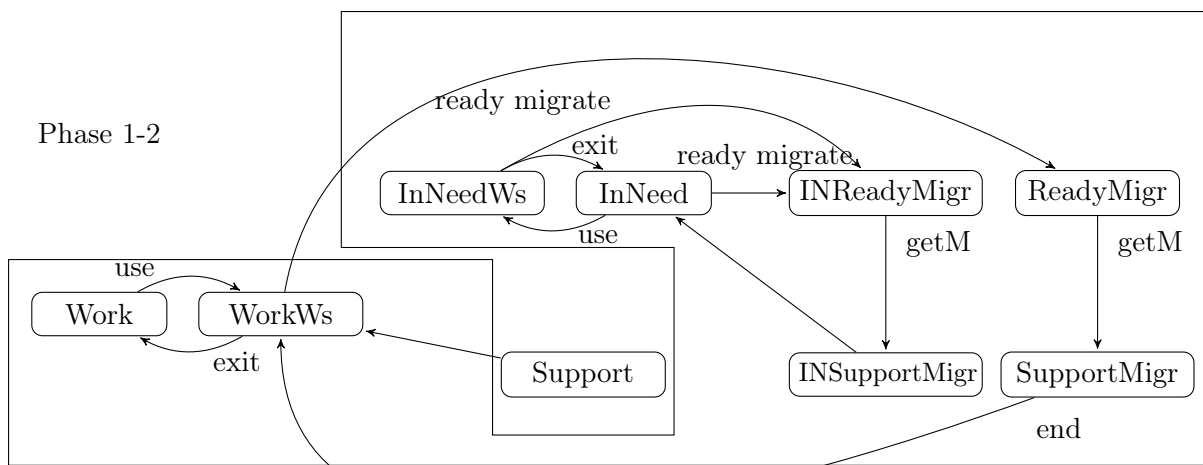 ready migrate
Phase 1-2
exit
ready migrate
InNeedWs
InNeed
INReadyMigr
ReadyMigr
use
getM
getM
use
Work
WorkWs
exit
Support
INSupportMigr
SupportMigr
end